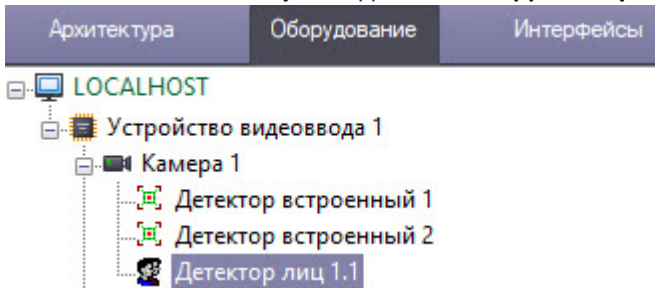 Архитектура Оборудование Интерфейсы
LOCALHOST
Устройство видеоввода 1
Камера 1
Детектор встроенный 1
Детектор встроенный 2
Детектор лиц 1.1